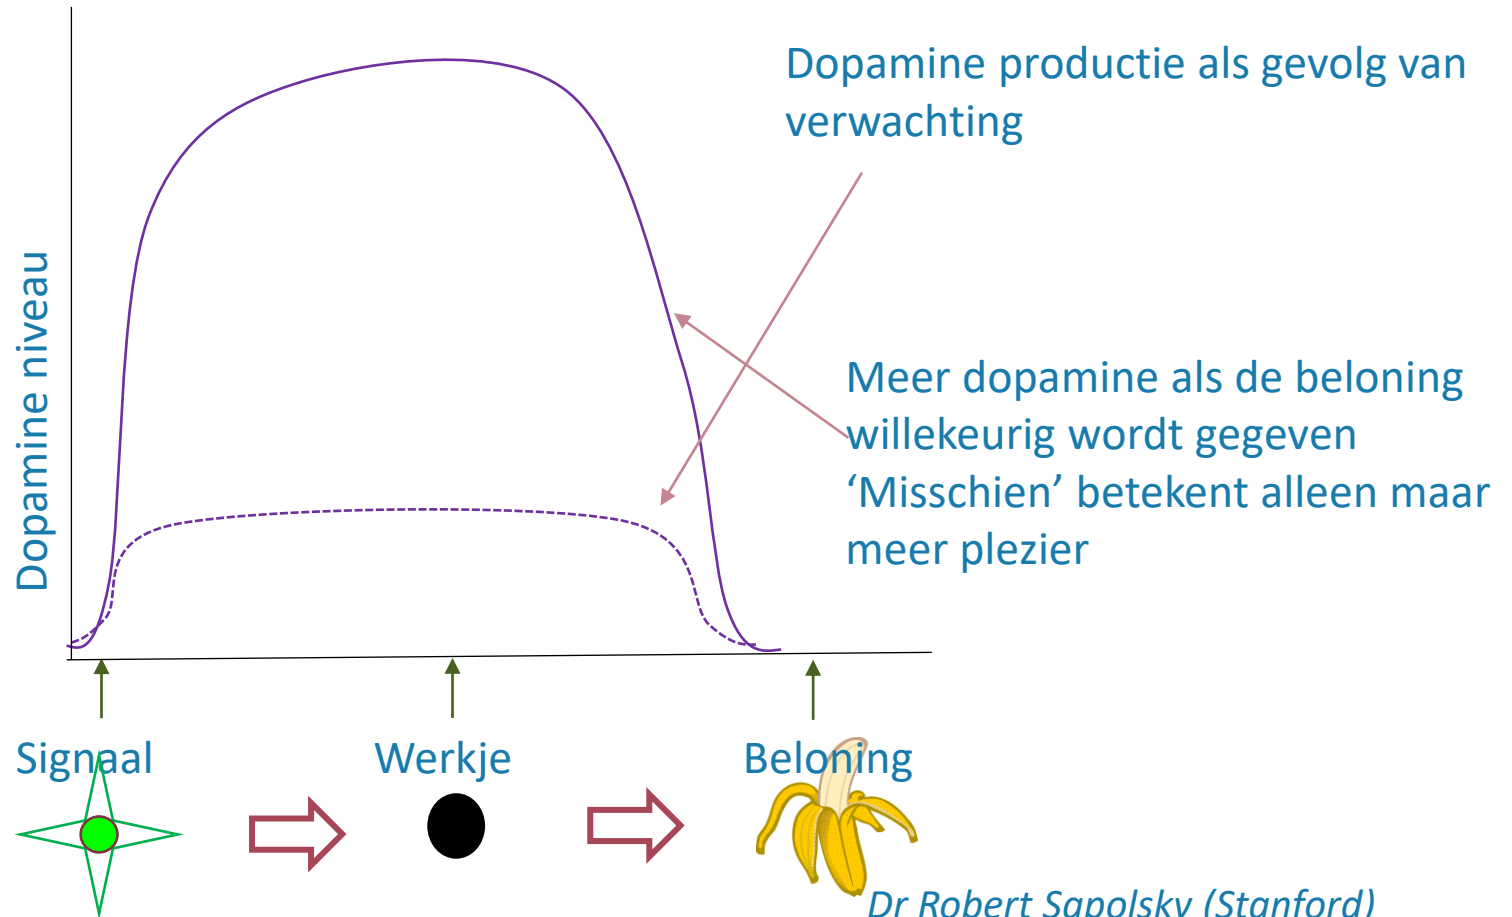 Dopamine productie als gevolg van
verwachting
Dopamine niveau
Meer dopamine als de beloning
willekeurig wordt gegeven
‘Misschien’ betekent alleen maar
meer plezier
Signaal
Werkje
Beloning
Dr Robert Sapolsky (Stanford)